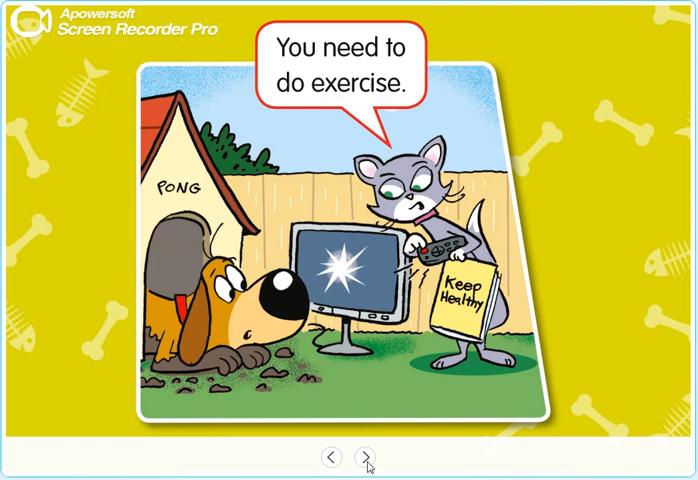 Apowersoft
Screen Recorder Pro
You need to
do exercise.
PONG
Keep
Healthy